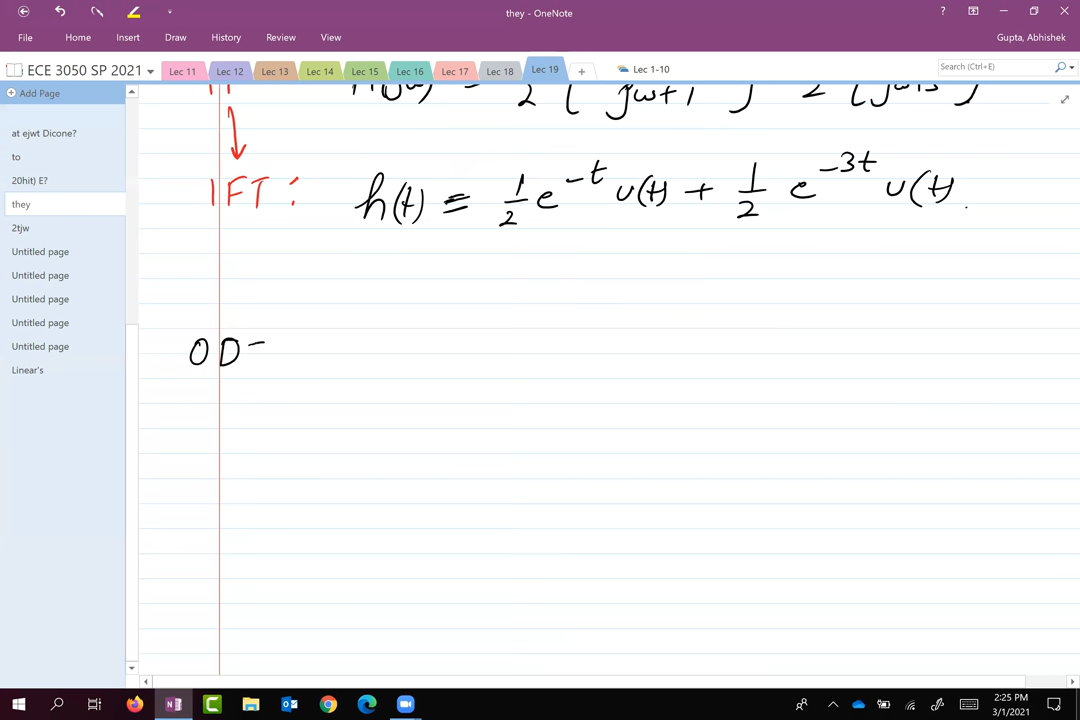 they - OneNote
?
File Home Insert Draw History Review View Gupta, Abhishek
ECE 3050 SP 2021 Lec 11 Lec 12 Lec 13 Lec 14 Lec 15 Lec 16 Lec 17 Lec 18 Lec 19 + Lec 1-10 Search (Ctrl+E)
Add Page
at ejwt Dicone?
to
20hit) E?
they
2tjw
Untitled page
Untitled page
Untitled page
Untitled page
Untitled page
Linear's
IFT : h(t) = 1/2 e^-t u(t) + 1/2 e^-3t u(t).
OD
2:25 PM
3/1/2021